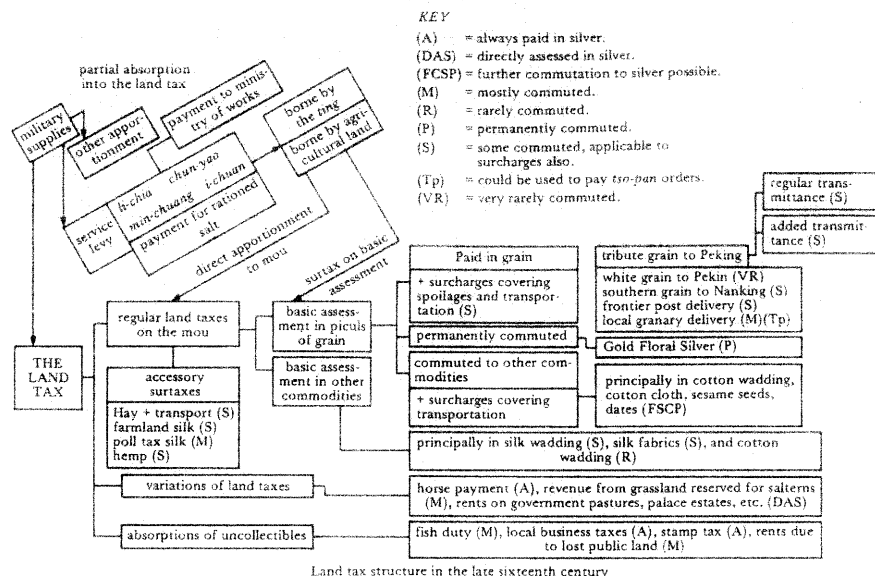 KEY
(A) = always paid in silver.
(DAS) = directly assessed in silver.
(FCSP) = further commutation to silver possible.
(M) = mostly commuted.
(R) = rarely commuted.
(P) = permanently commuted.
(S) = some commuted, applicable to
surcharges also.
(Tp) = could be used to pay tso-pan orders.
(VR) = very rarely commuted.
partial absorption
into the land tax
military
supplies
other appor-
tionment
payment to minis-
try of works
borne by
the ting
borne by agri-
cultural land
service
levy
li-chia chun-yao
min-chuang i-chuan
payment for rationed
salt
direct apportionment
to mou
surtax on basic
assessment
THE
LAND
TAX
regular land taxes
on the mou
accessory
surtaxes
Hay + transport (S)
farmland silk (S)
poll tax silk (M)
hemp (S)
basic assess-
ment in piculs
of grain
basic assess-
ment in other
commodities
Paid in grain
+ surcharges covering
spoilages and transpor-
tation (S)
permanently commuted
commuted to other com-
modities
+ surcharges covering
transportation
tribute grain to Peking
white grain to Pekin (VR)
southern grain to Nanking (S)
frontier post delivery (S)
local granary delivery (M)(Tp)
regular trans-
mittance (S)
added transmit-
tance (S)
Gold Floral Silver (P)
principally in cotton wadding,
cotton cloth, sesame seeds,
dates (FSCP)
principally in silk wadding (S), silk fabrics (S), and cotton
wadding (R)
variations of land taxes
horse payment (A), revenue from grassland reserved for salterns
(M), rents on government pastures, palace estates, etc. (DAS)
absorptions of uncollectibles
fish duty (M), local business taxes (A), stamp tax (A), rents
due to lost public land (M)
Land tax structure in the late sixteenth century